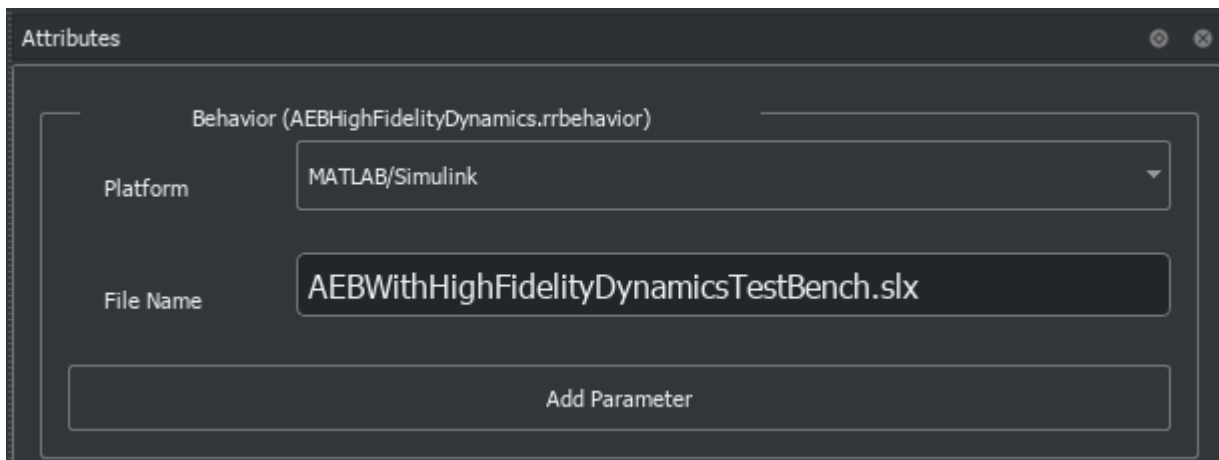 Attributes
Behavior (AEBHighFidelityDynamics.rrbehavior)
Platform
MATLAB/Simulink
File Name
AEBWithHighFidelityDynamicsTestBench.slx
Add Parameter